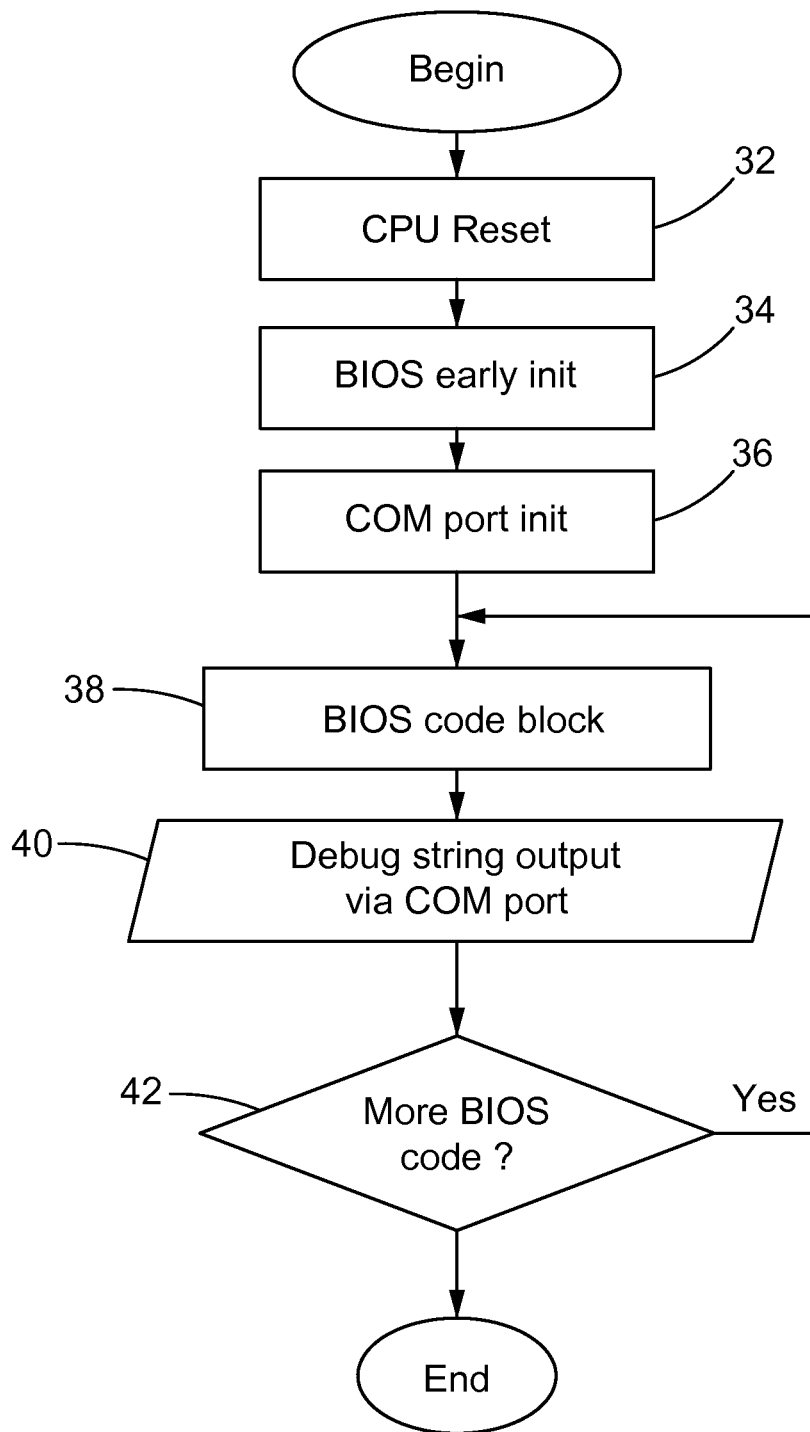 Begin
32
CPU Reset
34
BIOS early init
36
COM port init
38
BIOS code block
40
Debug string output
via COM port
42
More BIOS
code ?
Yes
End